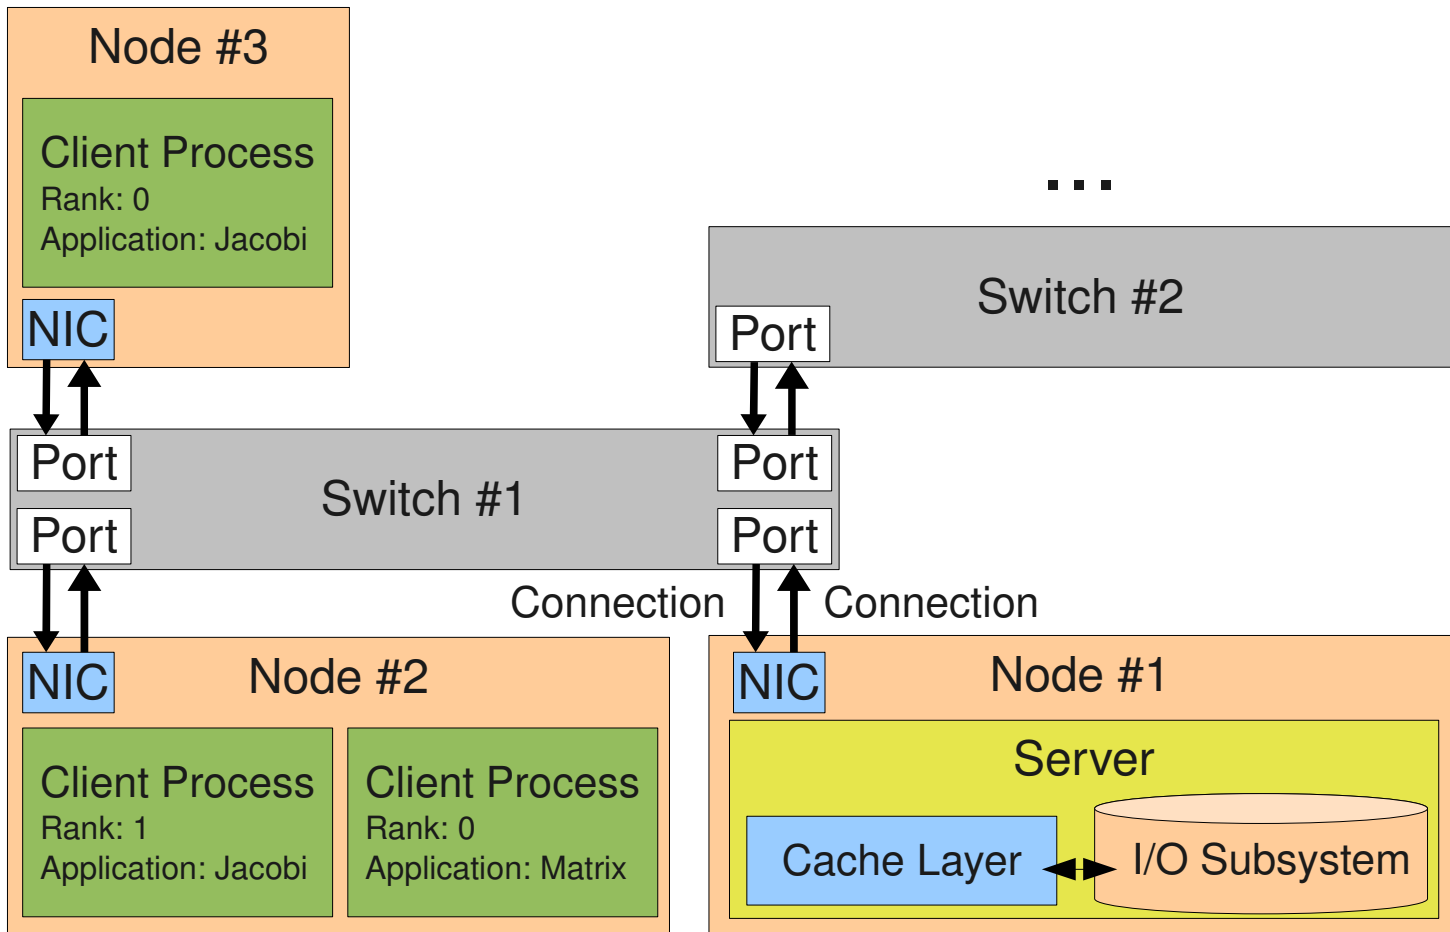 Node #3
Client Process
Rank: 0
Application: Jacobi
NIC
...
Switch #2
Port
Port
Port
Switch #1
Port
Port
Connection
Connection
NIC
Node #2
Client Process
Rank: 1
Application: Jacobi
Client Process
Rank: 0
Application: Matrix
Node #1
NIC
Server
Cache Layer
I/O Subsystem